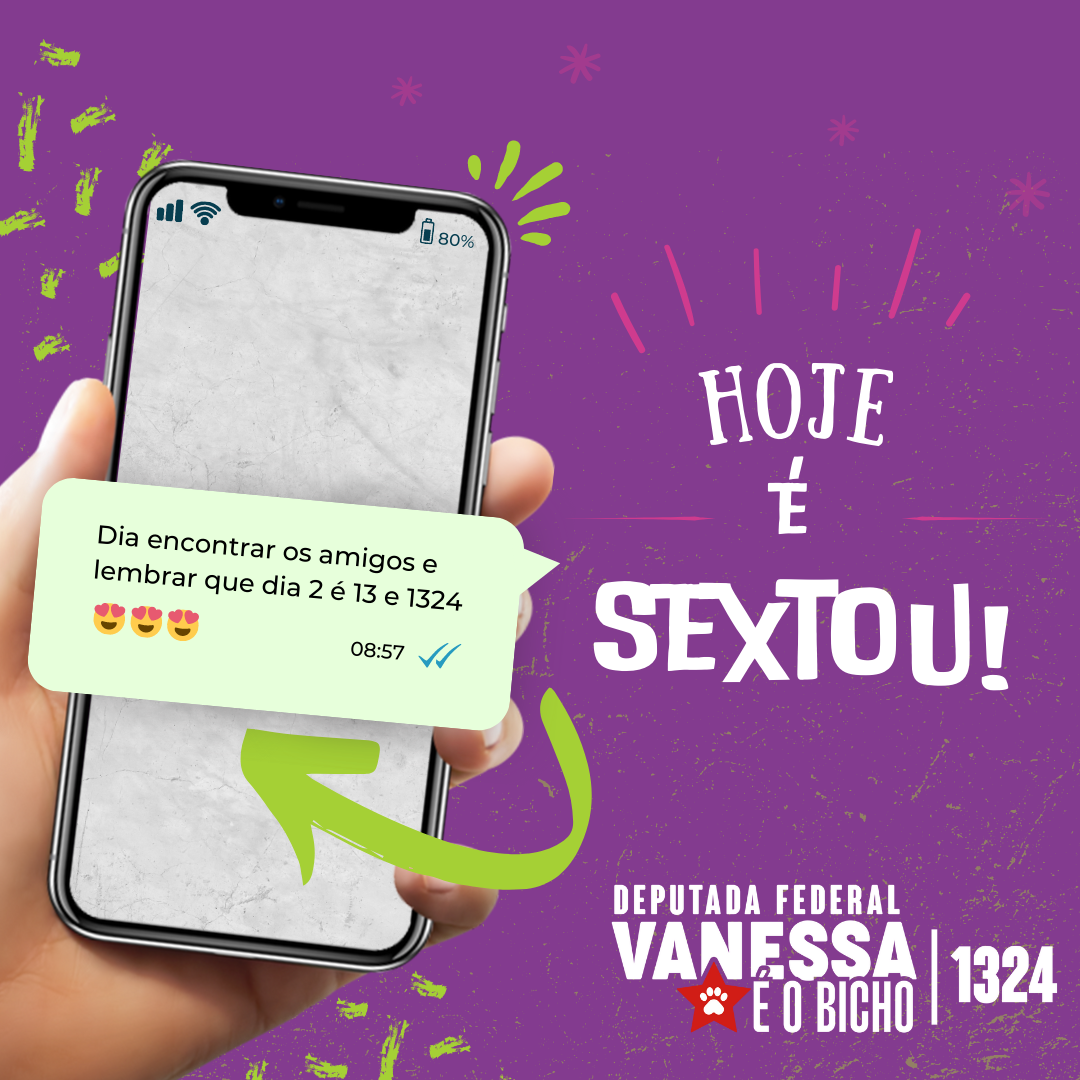 80%
HOJE
É
SEXTOU!
Dia encontrar os amigos e
lembrar que dia 2 é 13 e 1324
😍😍😍
08:57
DEPUTADA FEDERAL
VANESSA
É O BICHO
1324